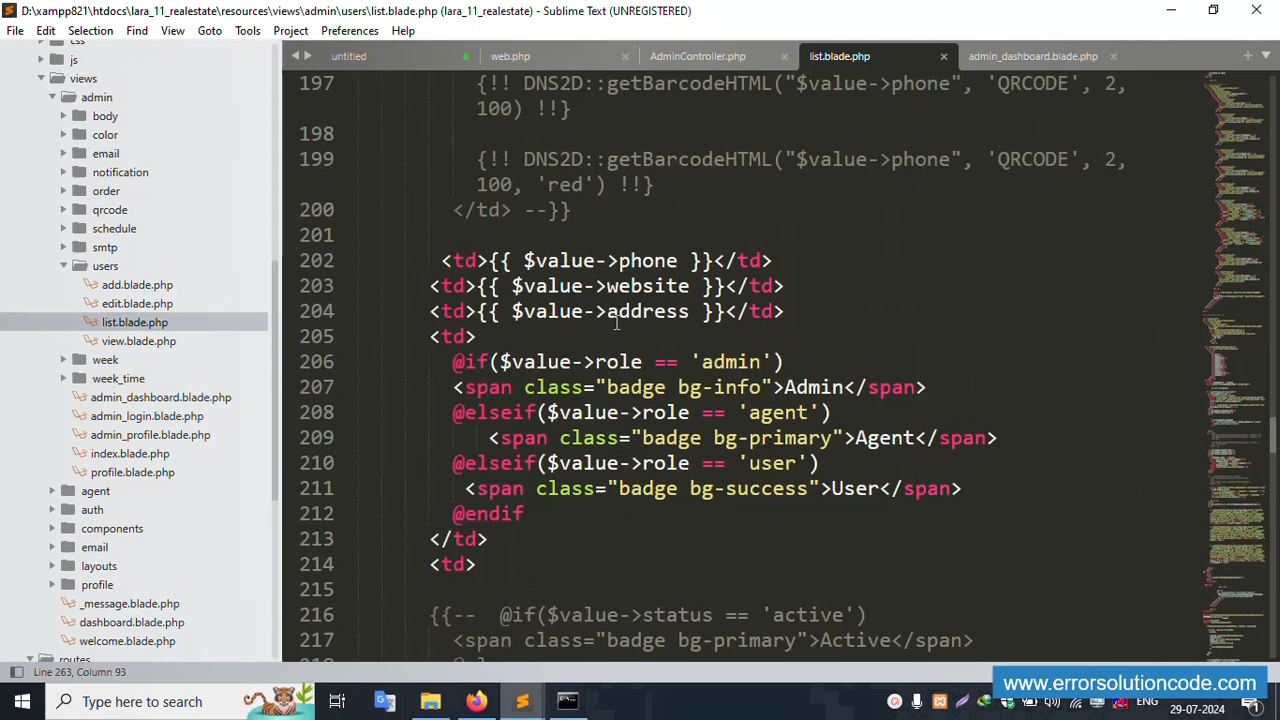 D:\xampp821\htdocs\lara_11_realestate\resources\views\admin\users\list.blade.php (lara_11_realestate) - Sublime Text (UNREGISTERED)
File Edit Selection Find View Goto Tools Project Preferences Help
untitled web.php AdminController.php list.blade.php admin_dashboard.blade.php
js
views
admin
body
color
email
notification
order
qrcode
schedule
smtp
users
add.blade.php
edit.blade.php
list.blade.php
view.blade.php
week
week_time
admin_dashboard.blade.php
admin_login.blade.php
admin_profile.blade.php
index.blade.php
profile.blade.php
agent
auth
components
email
layouts
profile
_message.blade.php
dashboard.blade.php
welcome.blade.php
routes
197 {!! DNS2D::getBarcodeHTML("$value->phone", 'QRCODE', 2,
100) !!}
198
199 {!! DNS2D::getBarcodeHTML("$value->phone", 'QRCODE', 2,
100, 'red') !!}
200 </td> --}}
201
202 <td>{{ $value->phone }}</td>
203 <td>{{ $value->website }}</td>
204 <td>{{ $value->address }}</td>
205 <td>
206 @if($value->role == 'admin')
207 <span class="badge bg-info">Admin</span>
208 @elseif($value->role == 'agent')
209 <span class="badge bg-primary">Agent</span>
210 @elseif($value->role == 'user')
211 <span class="badge bg-success">User</span>
212 @endif
213 </td>
214 <td>
215
216 {{-- @if($value->status == 'active')
217 <span class="badge bg-primary">Active</span>
Line 263, Column 93
www.errorsolutioncode.com
Type here to search
ENG
29-07-2024